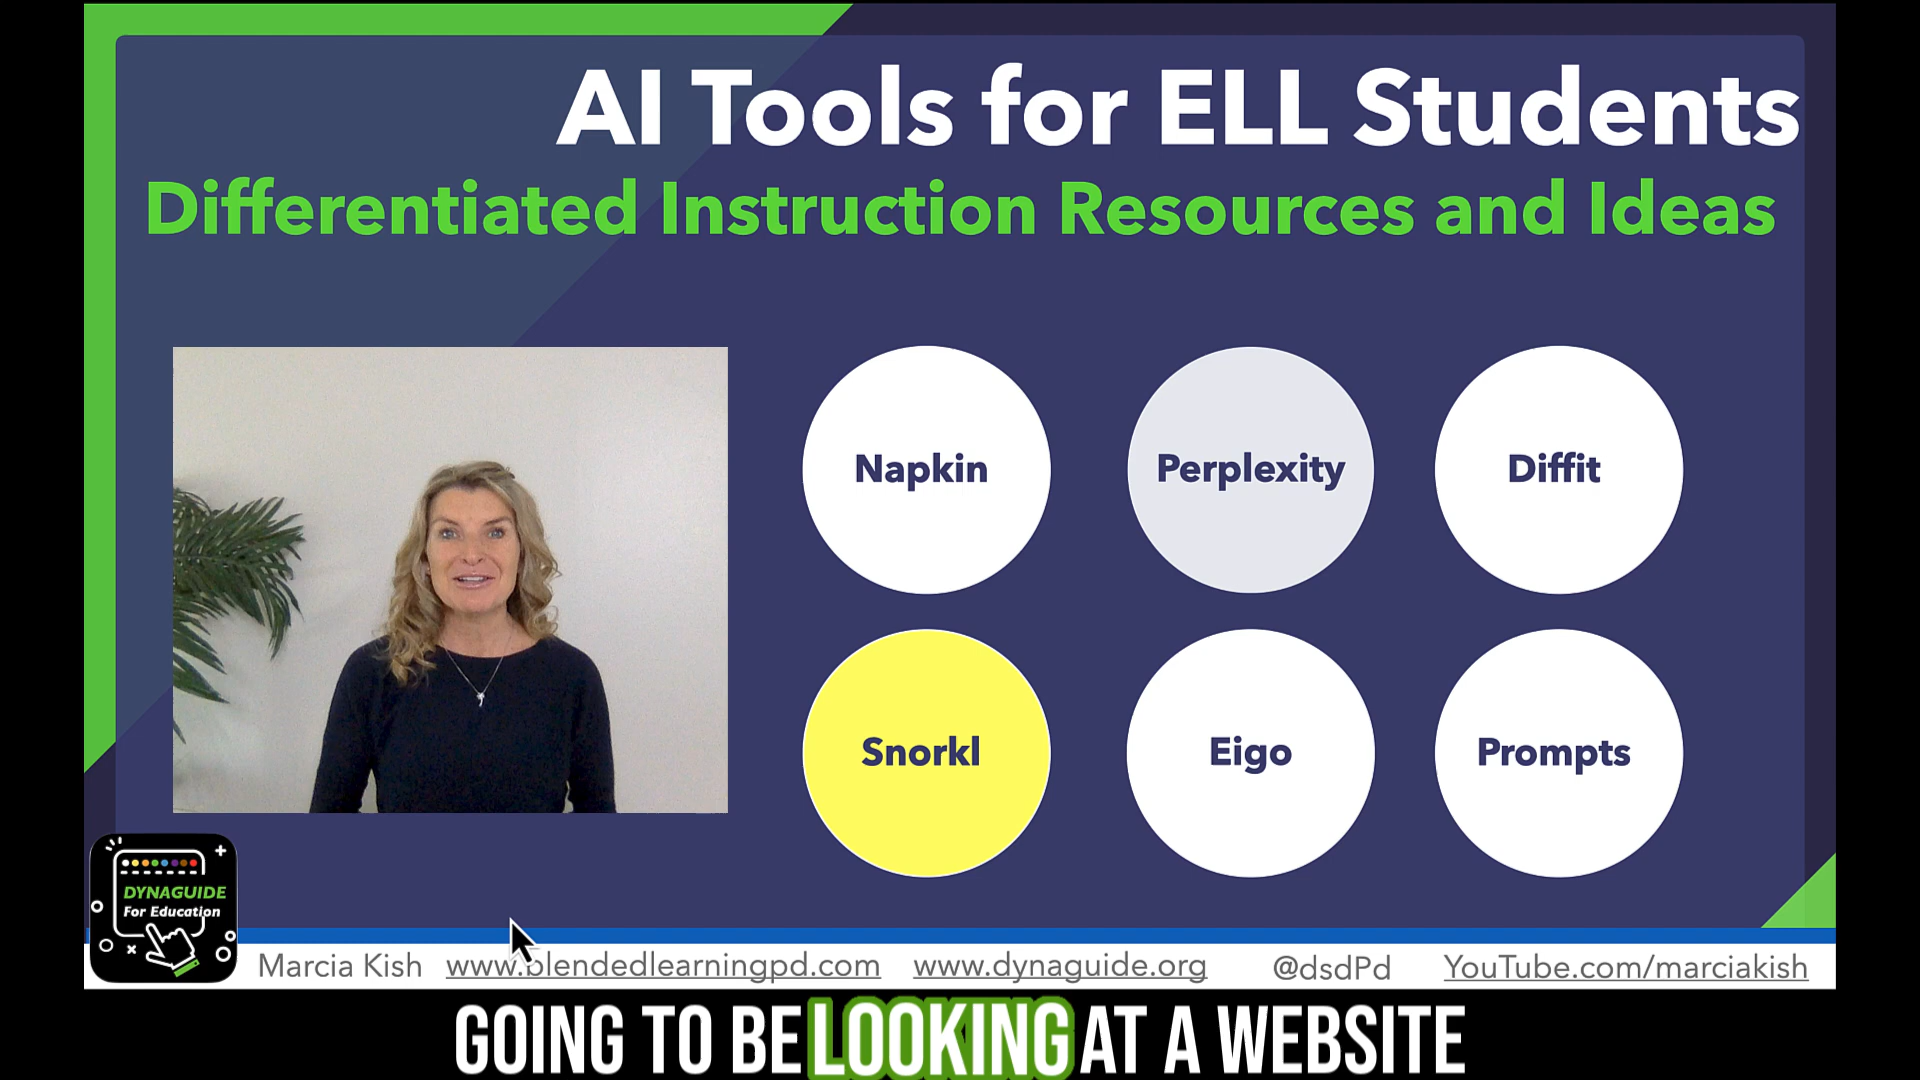 AI Tools for ELL Students
Differentiated Instruction Resources and Ideas
Napkin
Perplexity
Diffit
Snorkl
Eigo
Prompts
DYNAGUIDE
For Education
Marcia Kish www.blendedlearningpd.com www.dynaguide.org @dsdPd YouTube.com/marciakish
GOING TO BE LOOKING AT A WEBSITE